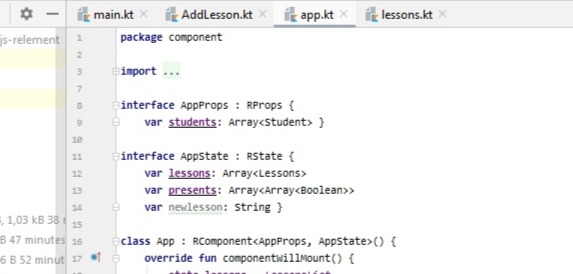 main.kt AddLesson.kt app.kt lessons.kt
js-relement
1 package component
2
3 import ...
7
8 interface AppProps : RProps {
9 var students: Array<Student> }
10
11 interface AppState : RState {
12 var lessons: Array<Lessons>
13 var presents: Array<Array<Boolean>>
14 var newlesson: String }
15
16 class App : RComponent<AppProps, AppState>() {
17 override fun componentWillMount() {
, 1,03 kB 38
B 47 minutes
6 B 52 minut